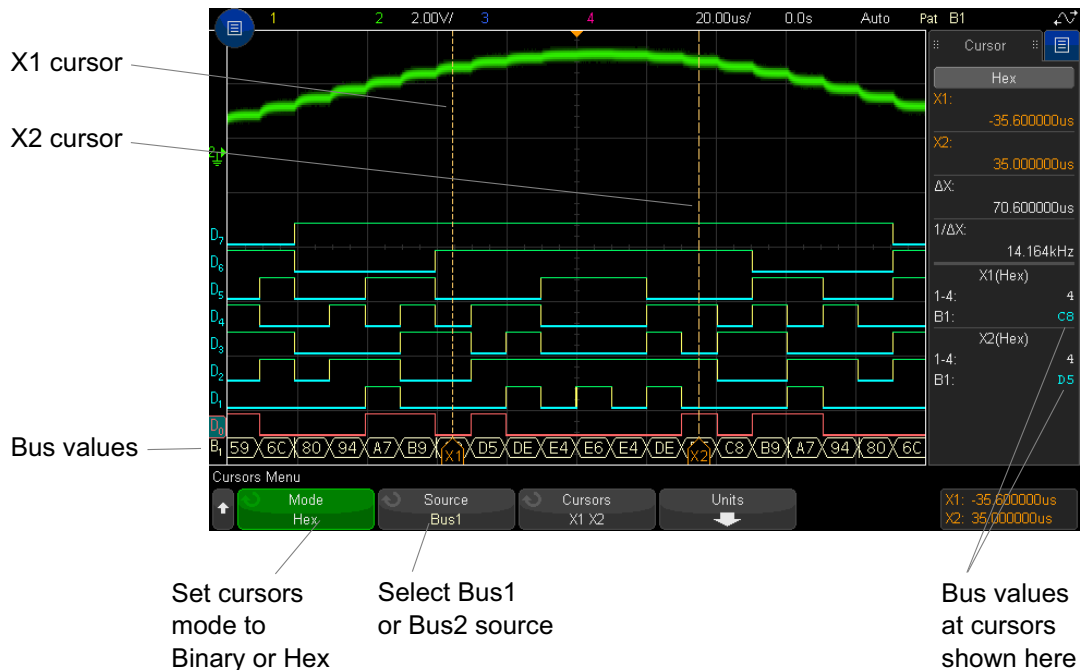 1 2 2.00V/ 3 4 20.00us/ 0.0s Auto Pat B1
X1 cursor
X2 cursor
Bus values
2
D7
D6
D5
D4
D3
D2
D1
D0
B1 59 6C 80 94 A7 B9 X1 D5 DE E4 E6 E4 DE X2 C8 B9 A7 94 80 6C
Cursor
Hex
X1:
-35.600000us
X2:
35.000000us
ΔX:
70.600000us
1/ΔX:
14.164kHz
X1(Hex)
1-4: 4
B1: C8
X2(Hex)
1-4: 4
B1: D5
Cursors Menu
Mode
Hex
Source
Bus1
Cursors
X1 X2
Units
X1: -35.600000us
X2: 35.000000us
Set cursors
mode to
Binary or Hex
Select Bus1
or Bus2 source
Bus values
at cursors
shown here